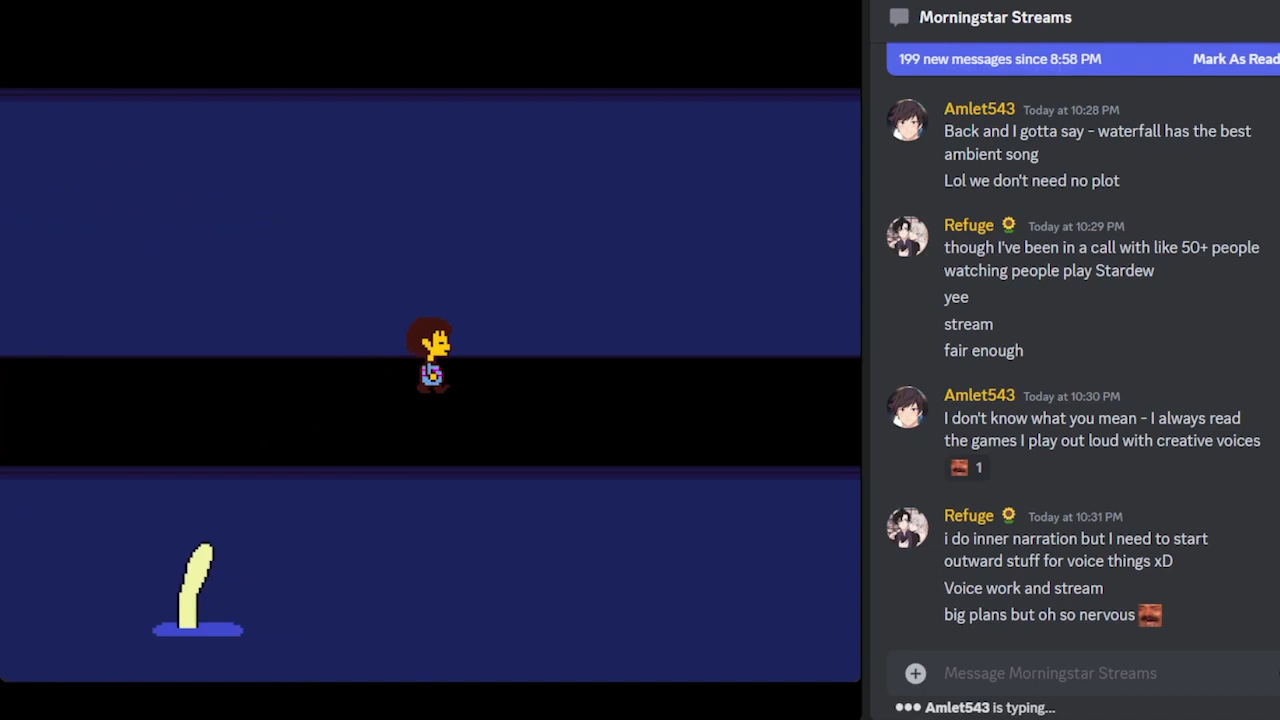 Morningstar Streams
199 new messages since 8:58 PM Mark As Read
Amlet543 Today at 10:28 PM
Back and I gotta say - waterfall has the best
ambient song
Lol we don't need no plot
Refuge Today at 10:29 PM
though I've been in a call with like 50+ people
watching people play Stardew
yee
stream
fair enough
Amlet543 Today at 10:30 PM
I don't know what you mean - I always read
the games I play out loud with creative voices
1
Refuge Today at 10:31 PM
i do inner narration but I need to start
outward stuff for voice things xD
Voice work and stream
big plans but oh so nervous
Message Morningstar Streams
Amlet543 is typing...